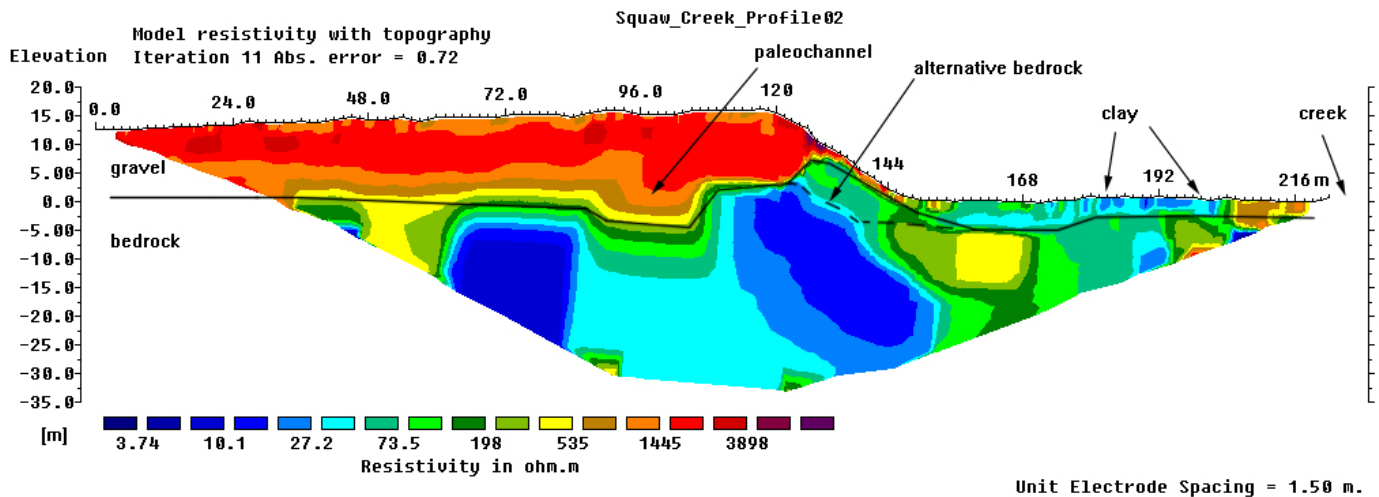 Squaw_Creek_Profile02
Model resistivity with topography
Elevation Iteration 11 Abs. error = 0.72
paleochannel
alternative bedrock
20.0
0.0 24.0 48.0 72.0 96.0 120
15.0
clay
creek
10.0
5.00
gravel
144
168 192 216 m
0.0
-5.00
bedrock
-10.0
-15.0
-20.0
-25.0
-30.0
-35.0
[m]
3.74 10.1 27.2 73.5 198 535 1445 3898
Resistivity in ohm.m
Unit Electrode Spacing = 1.50 m.